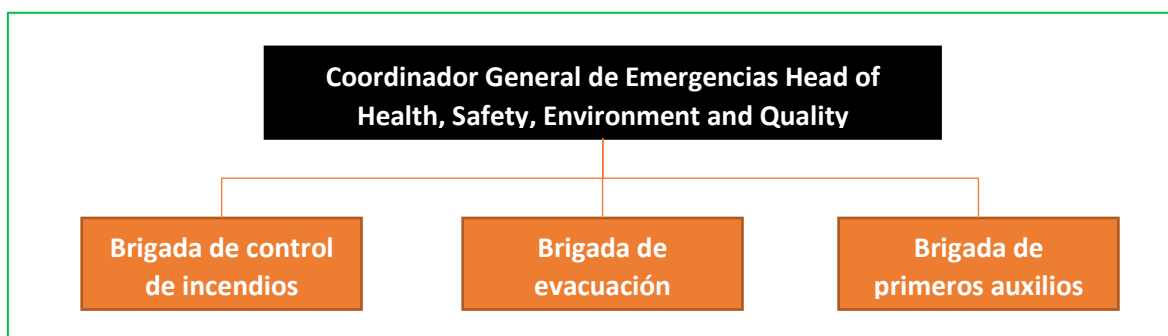 Coordinador General de Emergencias Head of
Health, Safety, Environment and Quality
Brigada de control
de incendios
Brigada de
evacuación
Brigada de
primeros auxilios